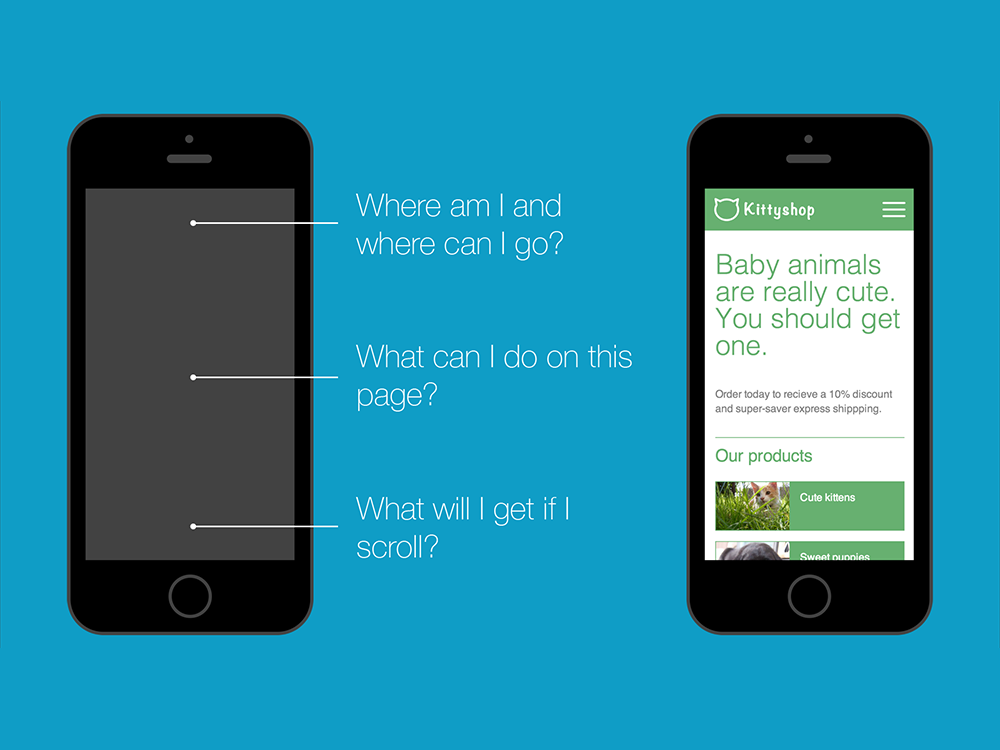 Where am I and
where can I go?
What can I do on this
page?
What will I get if I
scroll?
Kittyshop
Baby animals
are really cute.
You should get
one.
Order today to recieve a 10% discount
and super-saver express shippping.
Our products
Cute kittens
Sweet puppies